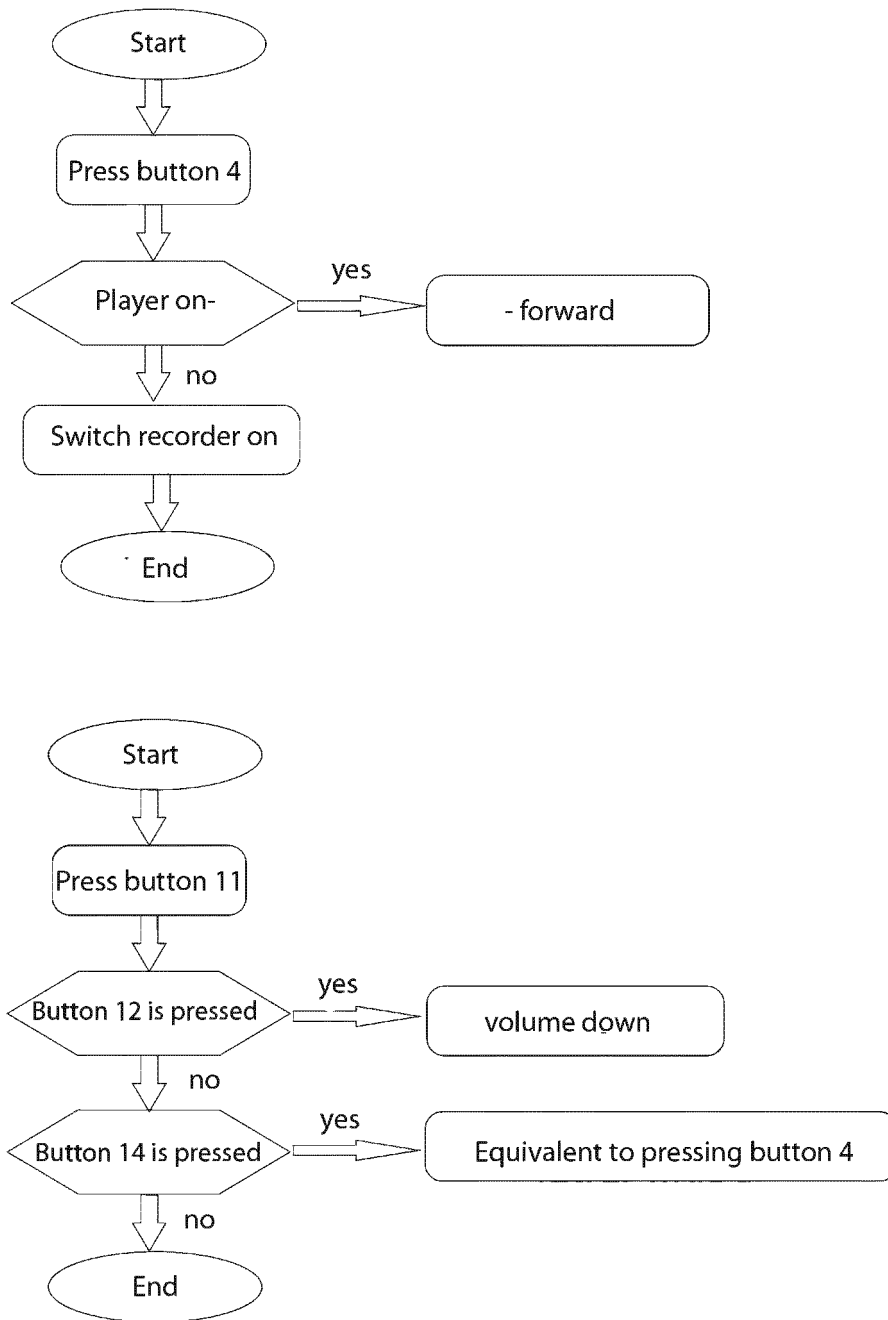 Start
Press button 4
Player on-
yes
- forward
no
Switch recorder on
End
Start
Press button 11
Button 12 is pressed
yes
volume down
no
Button 14 is pressed
yes
Equivalent to pressing button 4
no
End